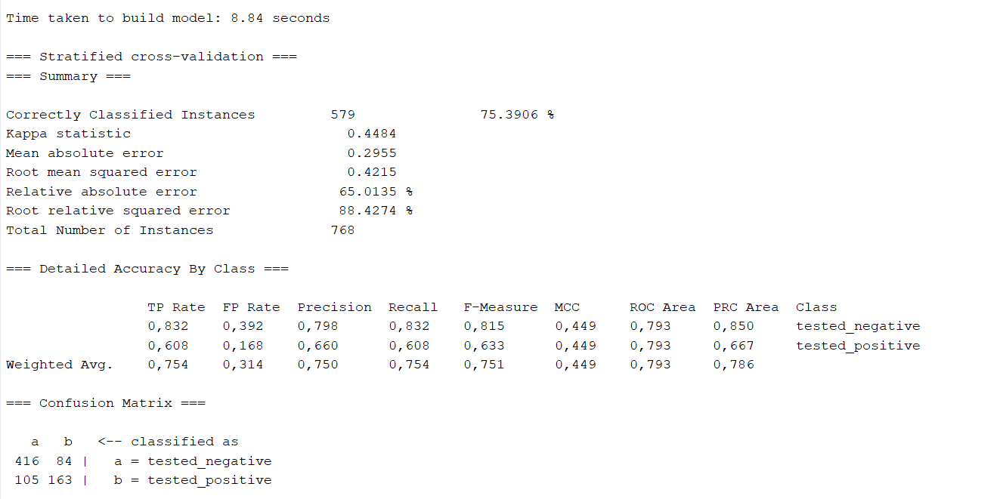 Time taken to build model: 8.84 seconds
=== Stratified cross-validation ===
=== Summary ===
Correctly Classified Instances 579 75.3906 %
Kappa statistic 0.4484
Mean absolute error 0.2955
Root mean squared error 0.4215
Relative absolute error 65.0135 %
Root relative squared error 88.4274 %
Total Number of Instances 768
=== Detailed Accuracy By Class ===
TP Rate FP Rate Precision Recall F-Measure MCC ROC Area PRC Area Class
0,832 0,392 0,798 0,832 0,815 0,449 0,793 0,850 tested_negative
0,608 0,168 0,660 0,608 0,633 0,449 0,793 0,667 tested_positive
Weighted Avg. 0,754 0,314 0,750 0,754 0,751 0,449 0,793 0,786
=== Confusion Matrix ===
a b <-- classified as
416 84 | a = tested_negative
105 163 | b = tested_positive